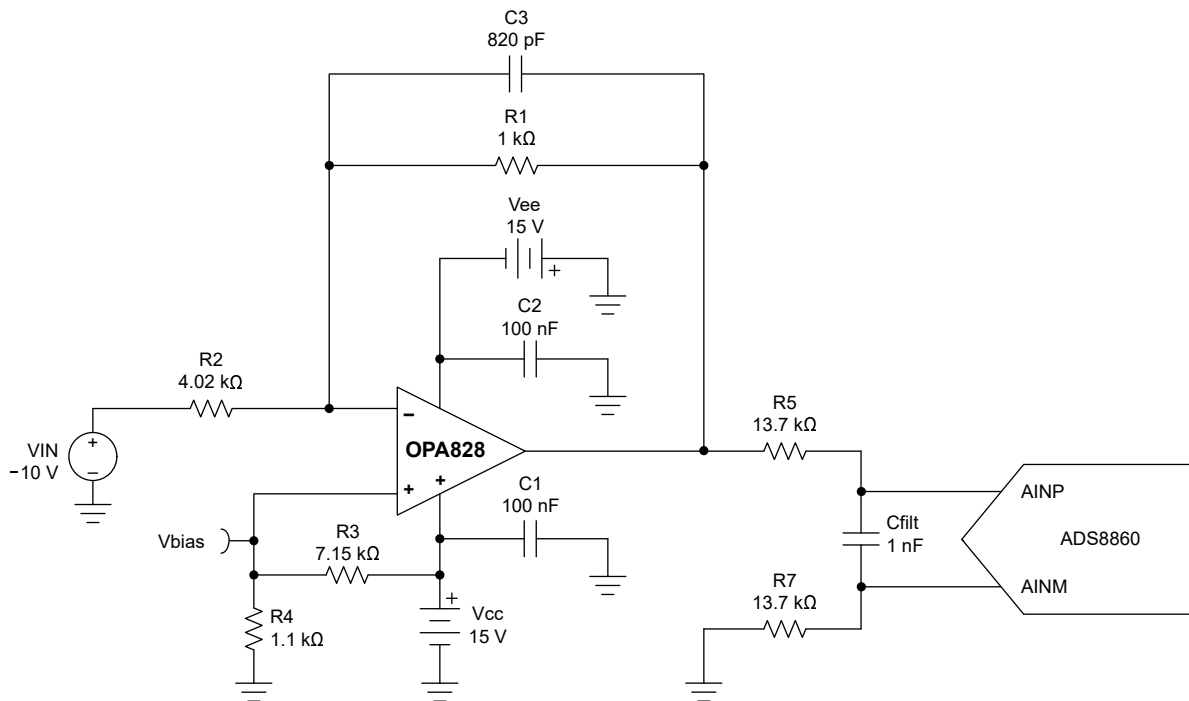 C3
820 pF
R1
1 kΩ
Vee
15 V
+
C2
100 nF
R2
4.02 kΩ
−
OPA828
+
+
VIN
−10 V
+
−
C1
100 nF
Vbias
R3
7.15 kΩ
R4
1.1 kΩ
+
Vcc
15 V
R5
13.7 kΩ
AINP
Cfilt
1 nF
ADS8860
R7
13.7 kΩ
AINM